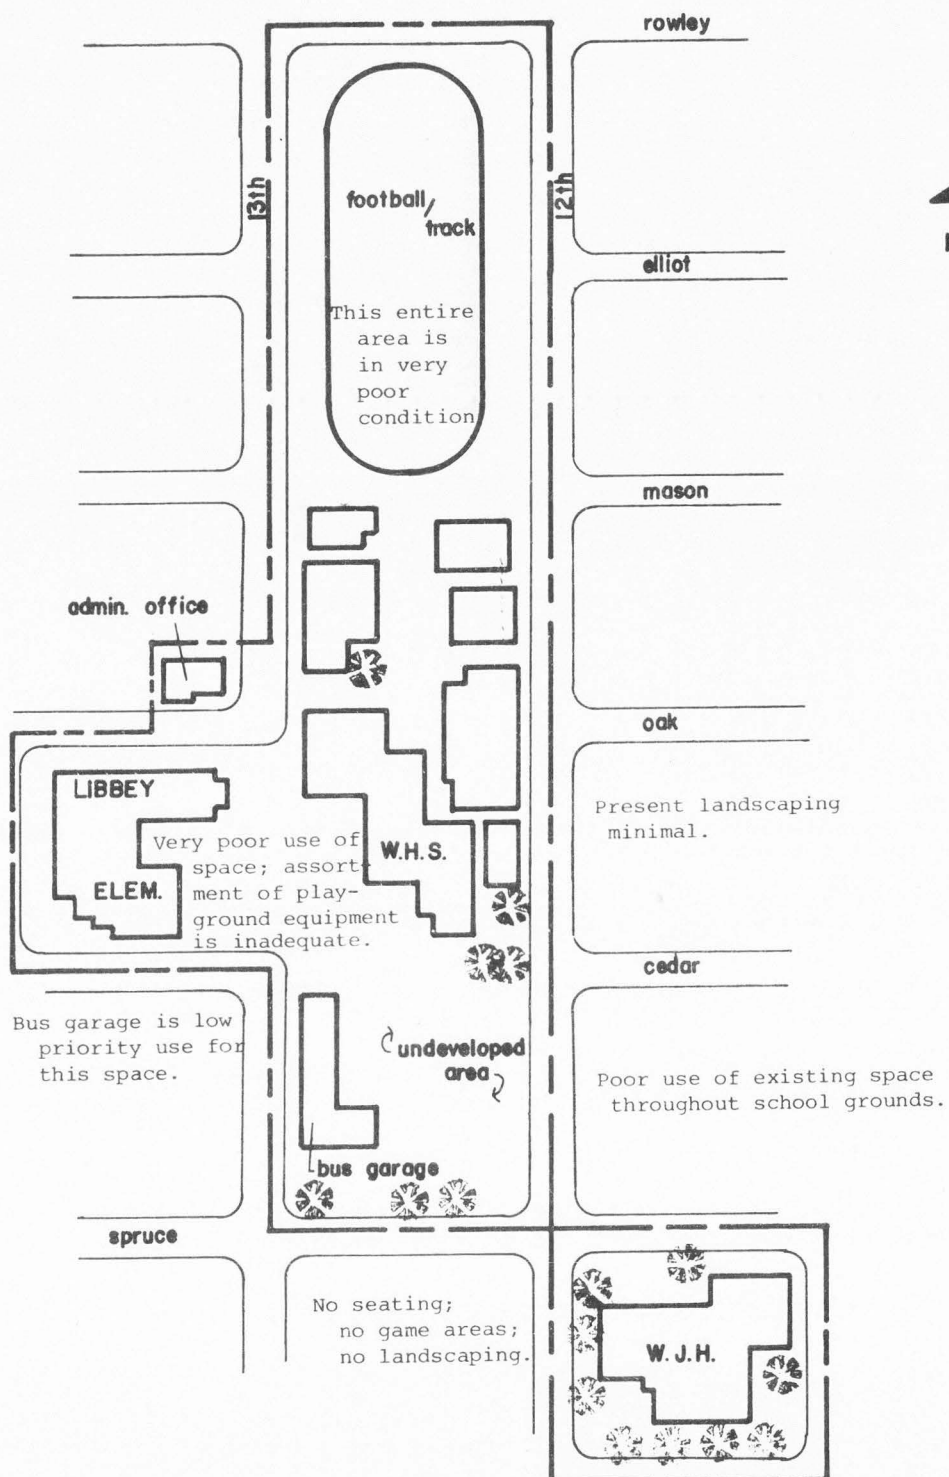 rowley
13th
12th
football/
track
elliot
This entire
area is
in very
poor
condition
mason
admin. office
oak
LIBBEY
Present landscaping
minimal.
Very poor use of
space; assort-
ment of play-
ground equipment
is inadequate.
W.H.S.
ELEM.
cedar
Bus garage is low
priority use for
this space.
undeveloped
area
Poor use of existing space
throughout school grounds.
bus garage
spruce
No seating;
no game areas;
no landscaping.
W.J.H.